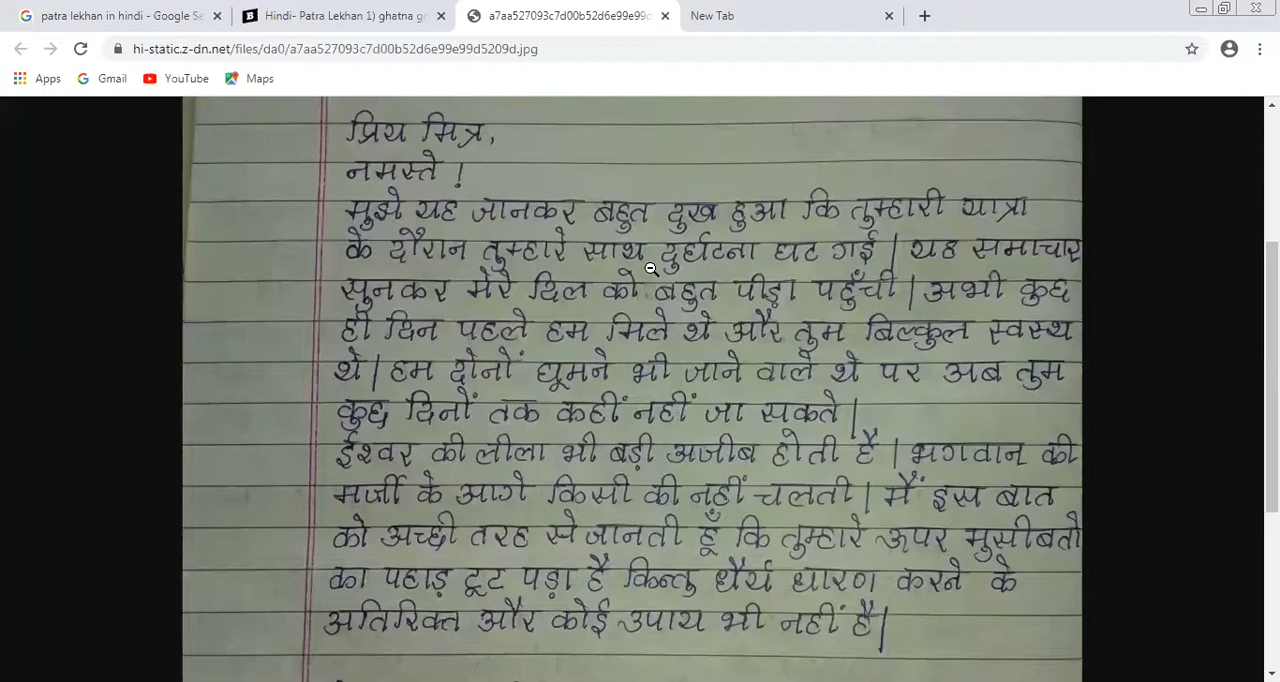 patra lekhan in hindi - Google Se
Hindi- Patra Lekhan 1) ghatna gr
a7aa527093c7d00b52d6e99e99c
New Tab
hi-static.z-dn.net/files/da0/a7aa527093c7d00b52d6e99e99d5209d.jpg
Apps Gmail YouTube Maps
प्रिय मित्र,
नमस्ते !
मुझे यह जानकर बहुत दुख हुआ कि तुम्हारी यात्रा
के दौरान तुम्हारे साथ दुर्घटना घट गई | यह समाचार
सुनकर मेरे दिल को बहुत पीड़ा पहुँची | अभी कुछ
ही दिन पहले हम मिले थे और तुम बिल्कुल स्वस्थ
थे | हम दोनों घूमने भी जाने वाले थे पर अब तुम
कुछ दिनों तक कहीं नहीं जा सकते |
ईश्वर की लीला भी बड़ी अजीब होती है | भगवान की
मर्जी के आगे किसी की नहीं चलती | मैं इस बात
को अच्छी तरह से जानती हूँ कि तुम्हारे ऊपर मुसीबतो
का पहाड़ टूट पड़ा है किन्तु धैर्य धारण करने के
अतिरिक्त और कोई उपाय भी नहीं है |